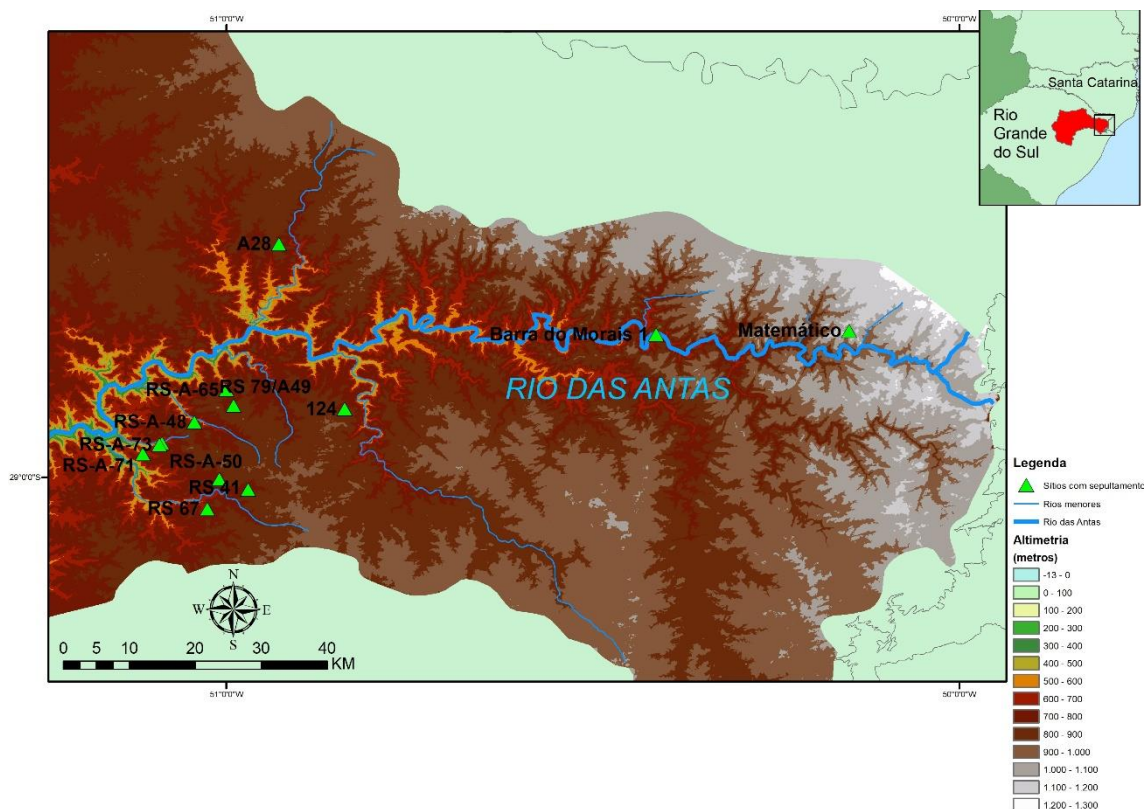 51°0'0"W
50°0'0"W
Santa Catarina
Rio
Grande
do Sul
A28
Barra do Morais 1
Matemático
RIO DAS ANTAS
RS-A-65
RS 79/A49
124
RS-A-48
RS-A-73
RS-A-71
RS-A-50
RS-41
RS 67
29°0'0"S
N
W
E
S
0 5 10 20 30 40
KM
51°0'0"W
50°0'0"W
Legenda
Sítios com sepultamento
Rios menores
Rio das Antas
Altimetria
(metros)
-13 - 0
0 - 100
100 - 200
200 - 300
300 - 400
400 - 500
500 - 600
600 - 700
700 - 800
800 - 900
900 - 1.000
1.000 - 1.100
1.100 - 1.200
1.200 - 1.300